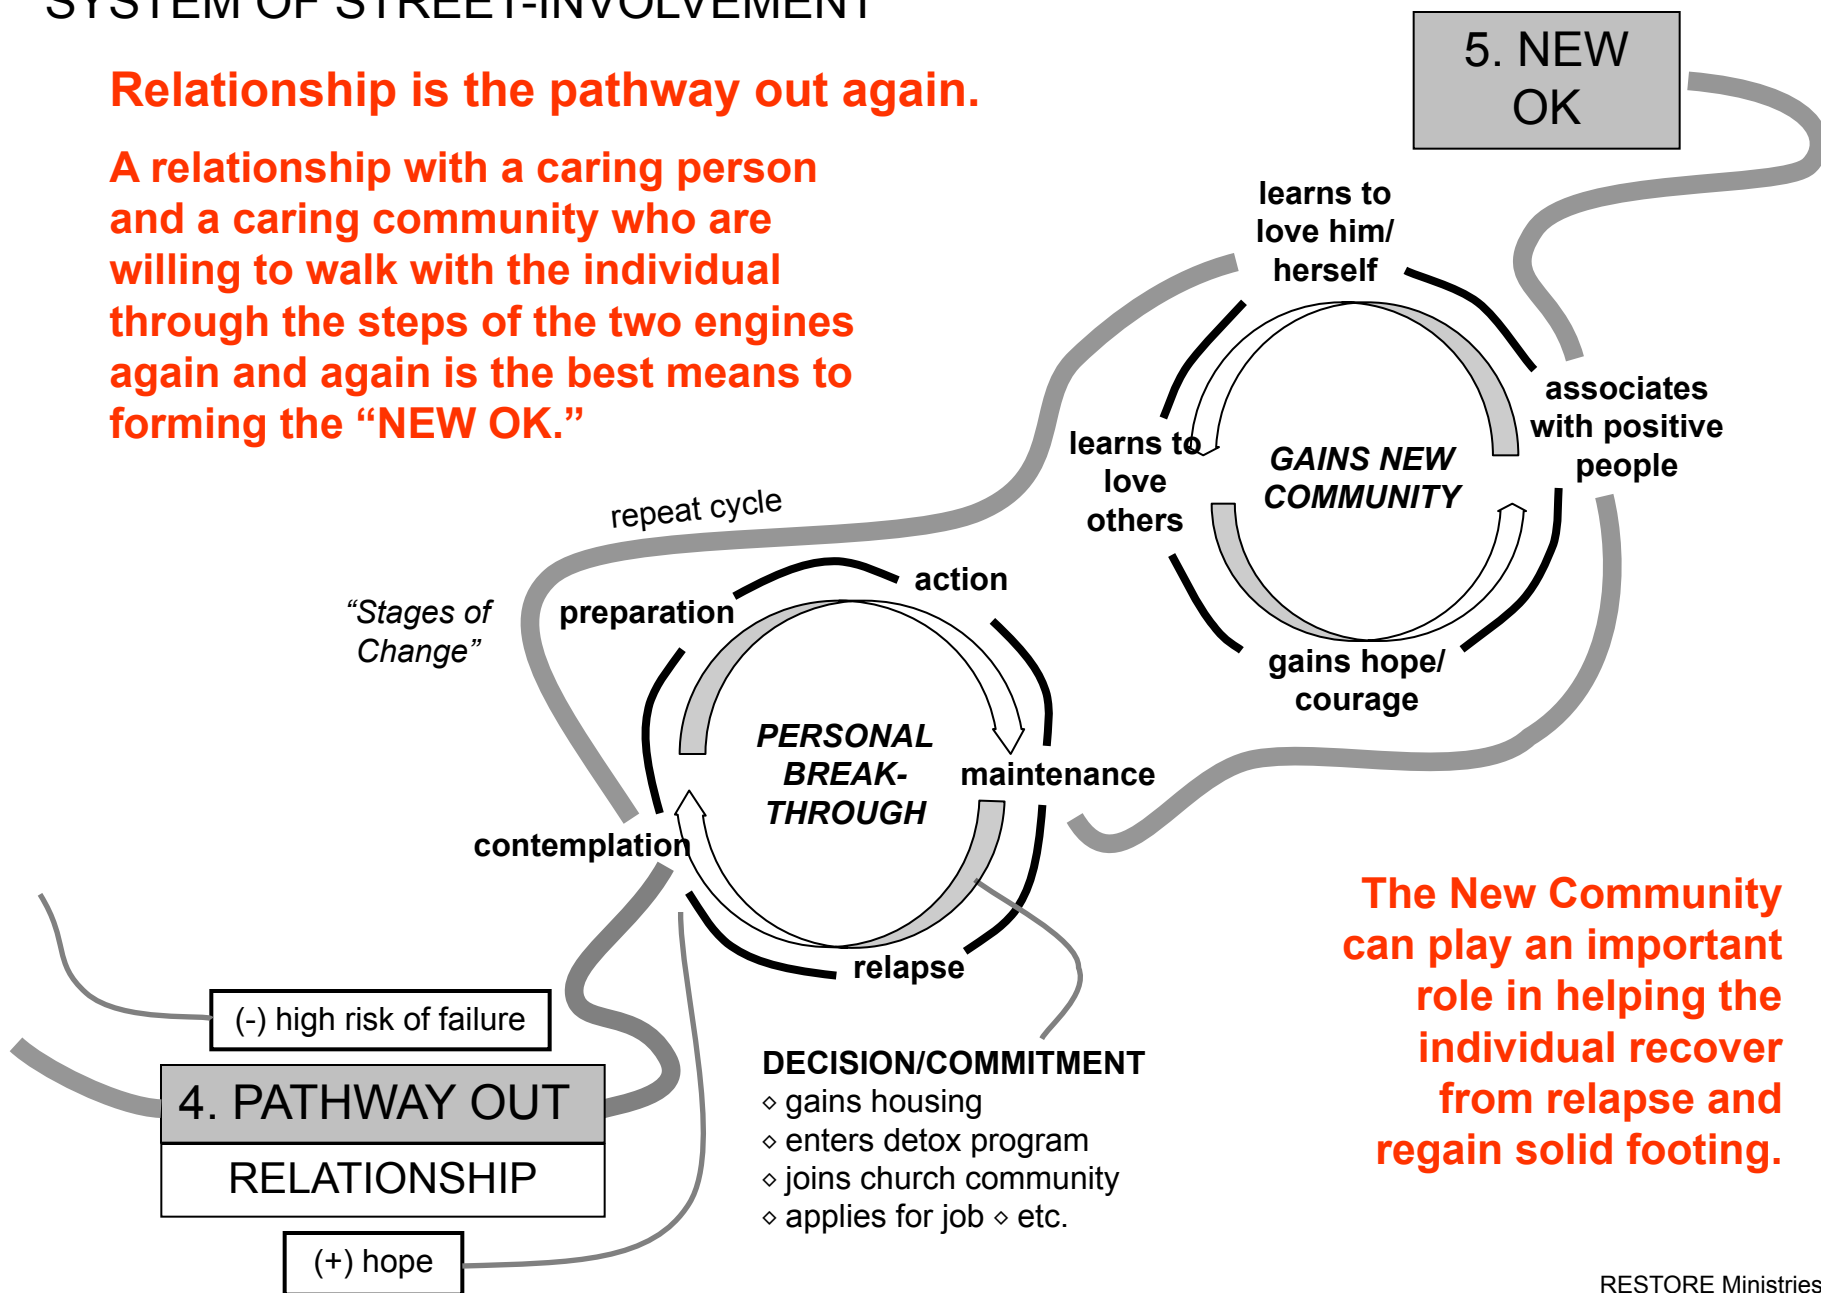 SYSTEM OF STREET-INVOLVEMENT
Relationship is the pathway out again.
A relationship with a caring person
and a caring community who are
willing to walk with the individual
through the steps of the two engines
again and again is the best means to
forming the “NEW OK.”
5. NEW
OK
learns to
love him/
herself
associates
with positive
people
learns to
love
others
GAINS NEW
COMMUNITY
gains hope/
courage
repeat cycle
“Stages of
Change”
preparation
action
PERSONAL
BREAK-
THROUGH
maintenance
contemplation
relapse
(-) high risk of failure
4. PATHWAY OUT
RELATIONSHIP
(+) hope
DECISION/COMMITMENT
⋄ gains housing
⋄ enters detox program
⋄ joins church community
⋄ applies for job ⋄ etc.
The New Community
can play an important
role in helping the
individual recover
from relapse and
regain solid footing.
RESTORE Ministries